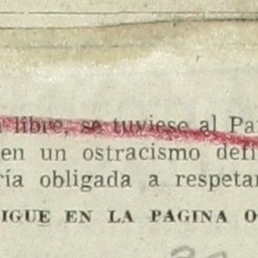 libre, se tuviese al Pa
en un ostracismo defi
ría obligada a respetar
IGUE EN LA PAGINA O